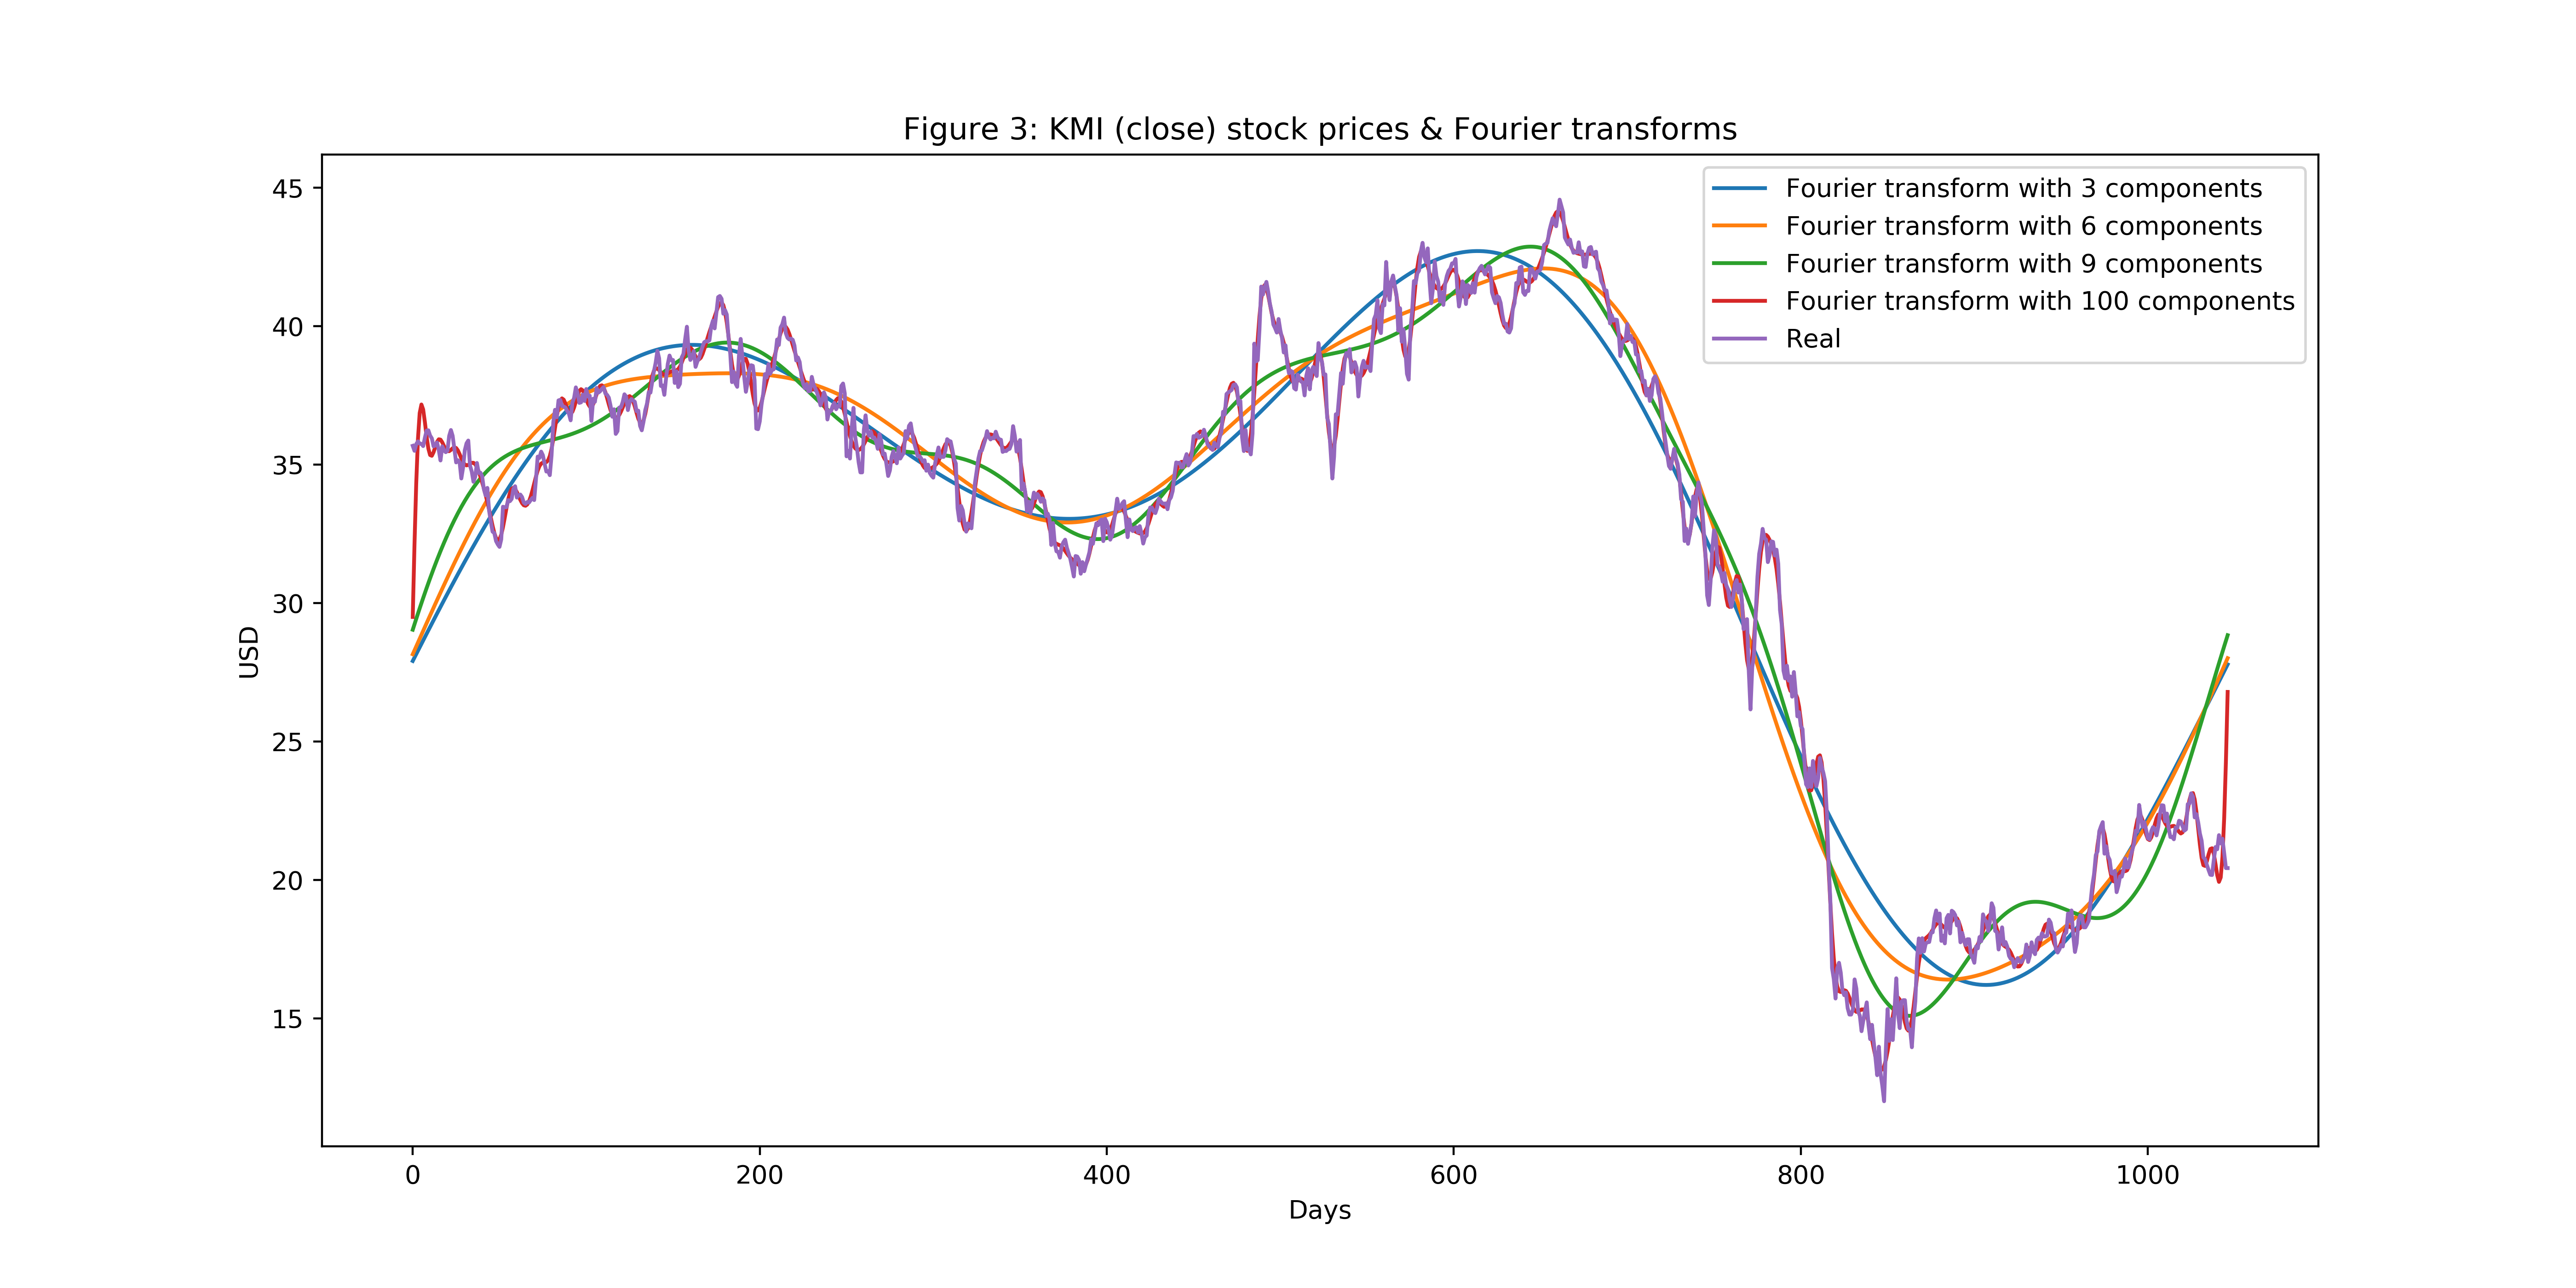 Figure 3: KMI (close) stock prices & Fourier transforms
Fourier transform with 3 components
Fourier transform with 6 components
Fourier transform with 9 components
Fourier transform with 100 components
Real
45
40
35
30
25
20
15
USD
0 200 400 600 800 1000
Days